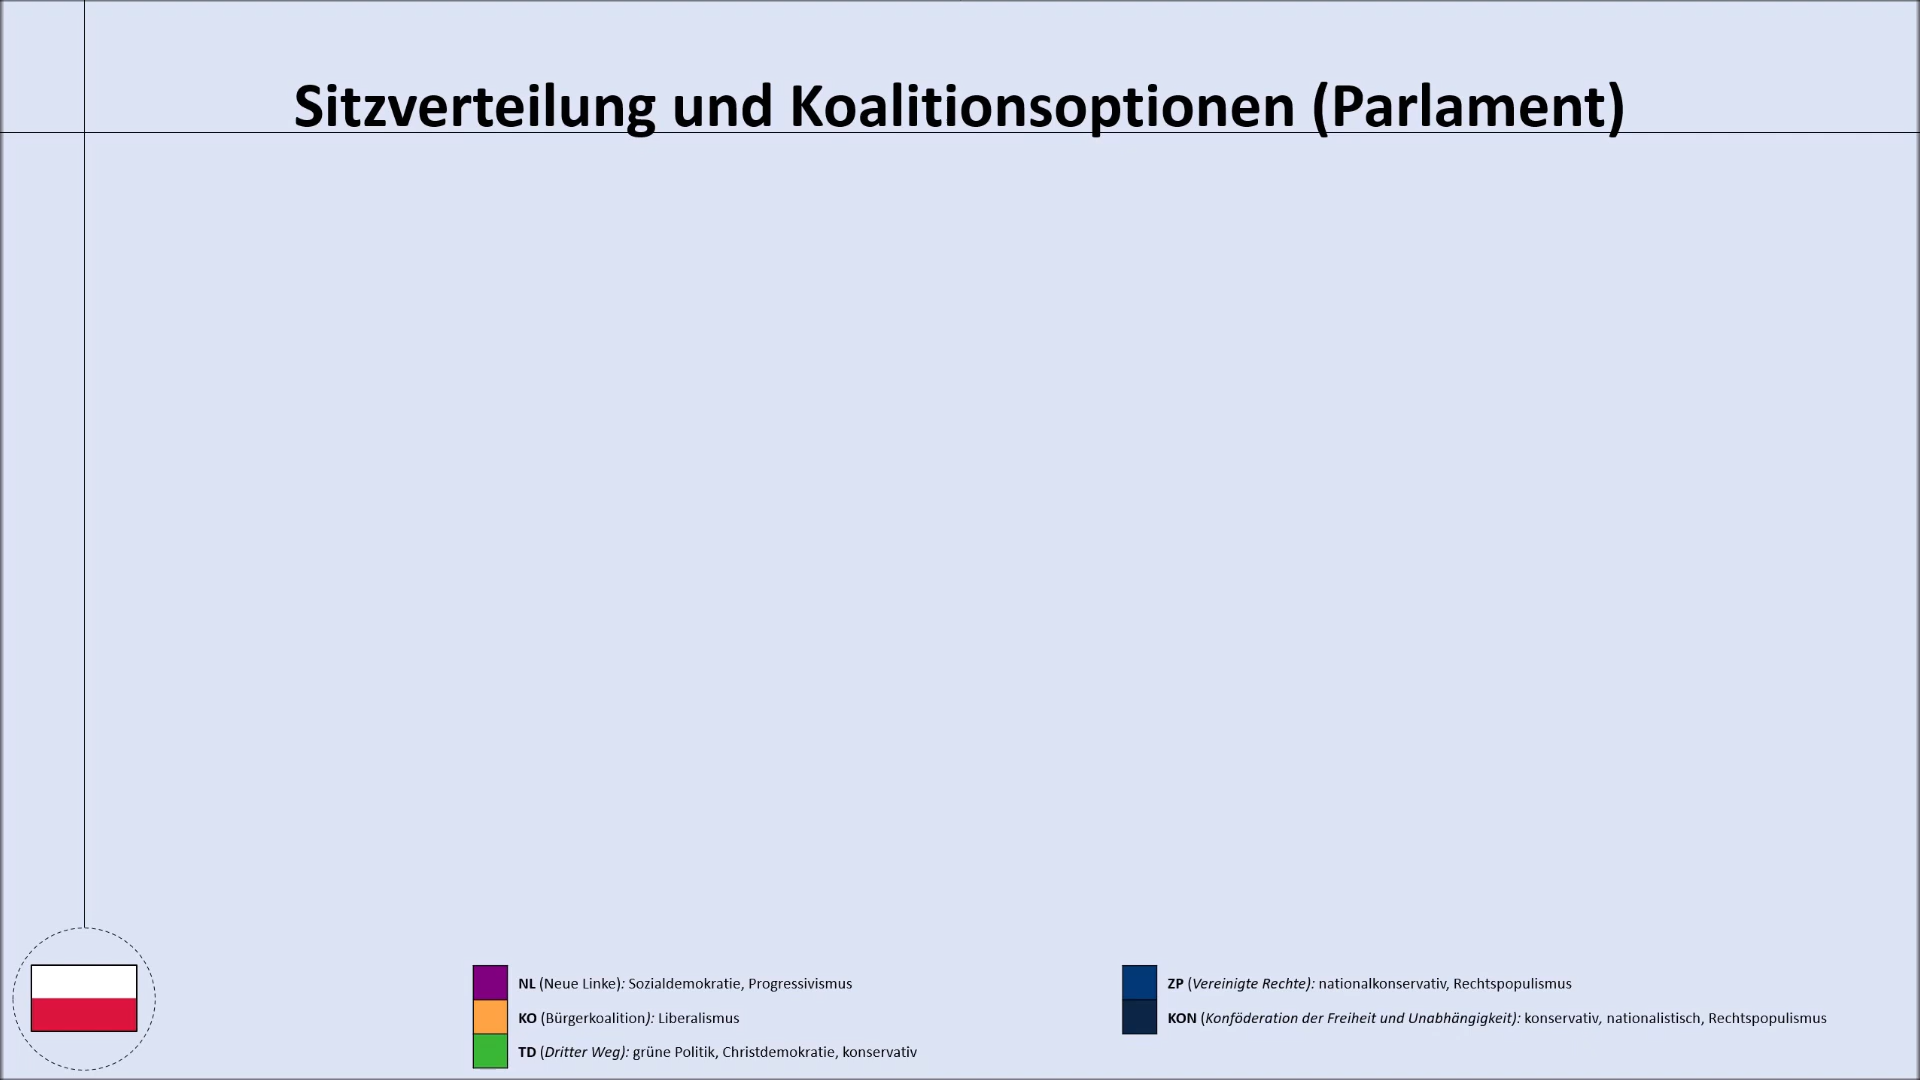 Sitzverteilung und Koalitionsoptionen (Parlament)
NL (Neue Linke): Sozialdemokratie, Progressivismus
KO (Bürgerkoalition): Liberalismus
TD (Dritter Weg): grüne Politik, Christdemokratie, konservativ
ZP (Vereinigte Rechte): nationalkonservativ, Rechtspopulismus
KON (Konföderation der Freiheit und Unabhängigkeit): konservativ, nationalistisch, Rechtspopulismus